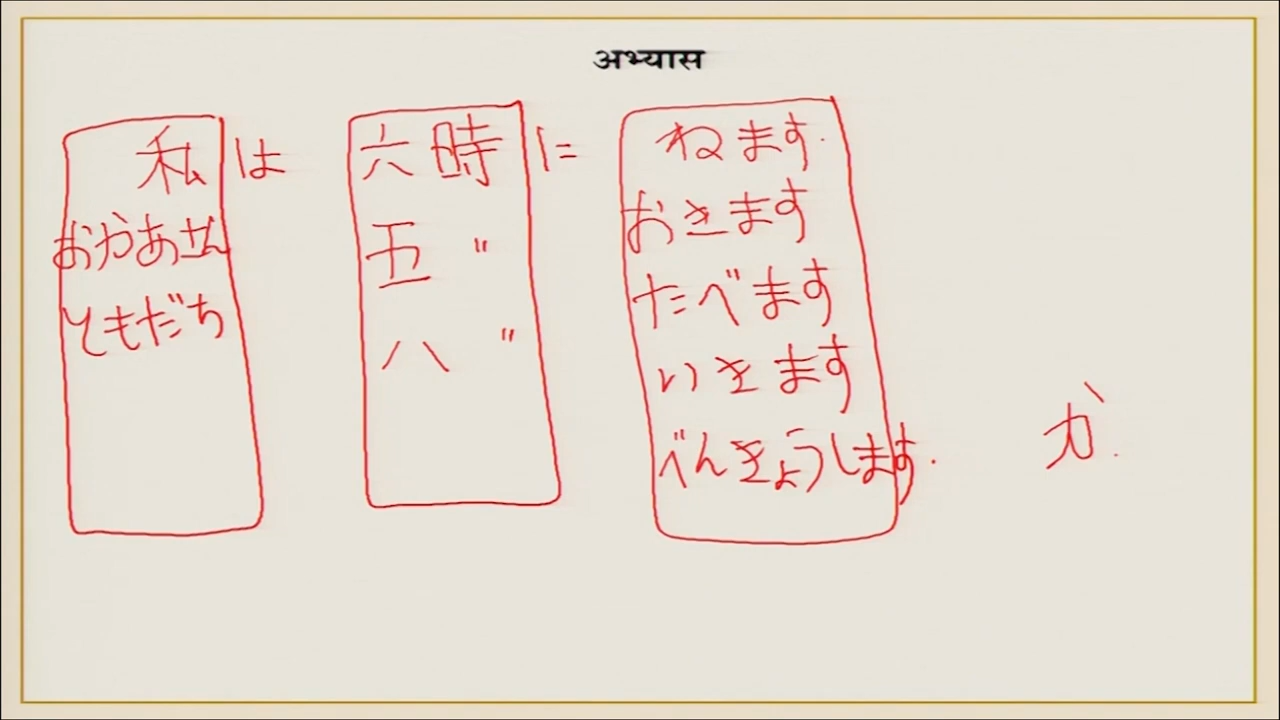 अभ्यास
私 は 六時 に ねます.
おかあさん 五 〃 おきます
ともだち 八 〃 たべます
いきます
べんきょうします. か.